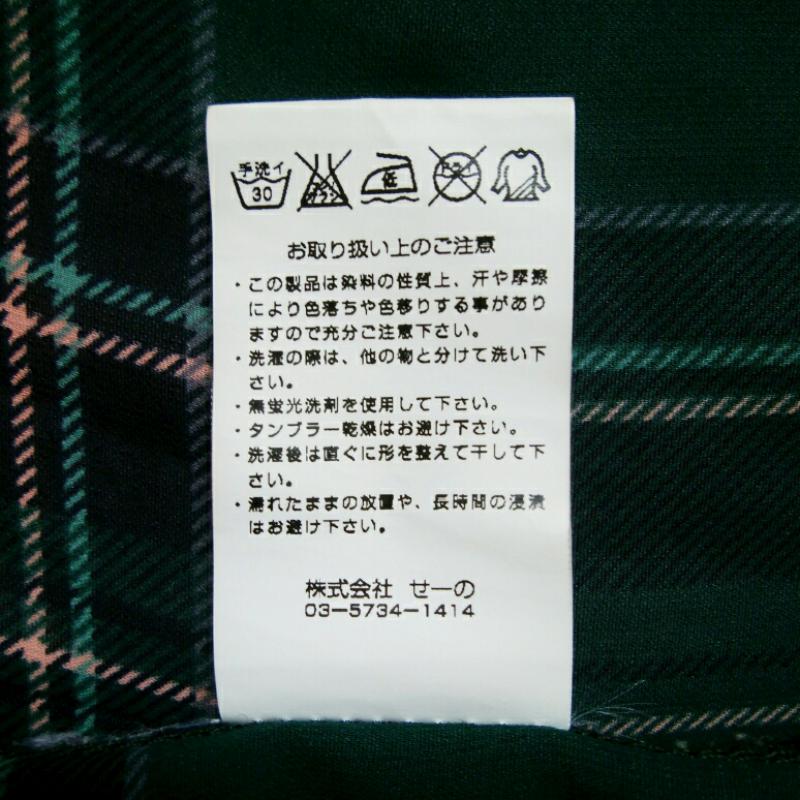 手洗イ
30
サラシ
低
ドライ
お取り扱い上のご注意
・この製品は染料の性質上、汗や摩擦
により色落ちや色移りする事があり
ますので充分ご注意下さい。
・洗濯の際は、他の物と分けて洗い下
さい。
・無蛍光洗剤を使用して下さい。
・タンブラー乾燥はお避け下い。
・洗濯後は直ぐに形を整えて干して下
さい。
・濡れたままの放置や、長時間の浸漬
はお避け下さい。
株式会社 せーの
03-5734-1414